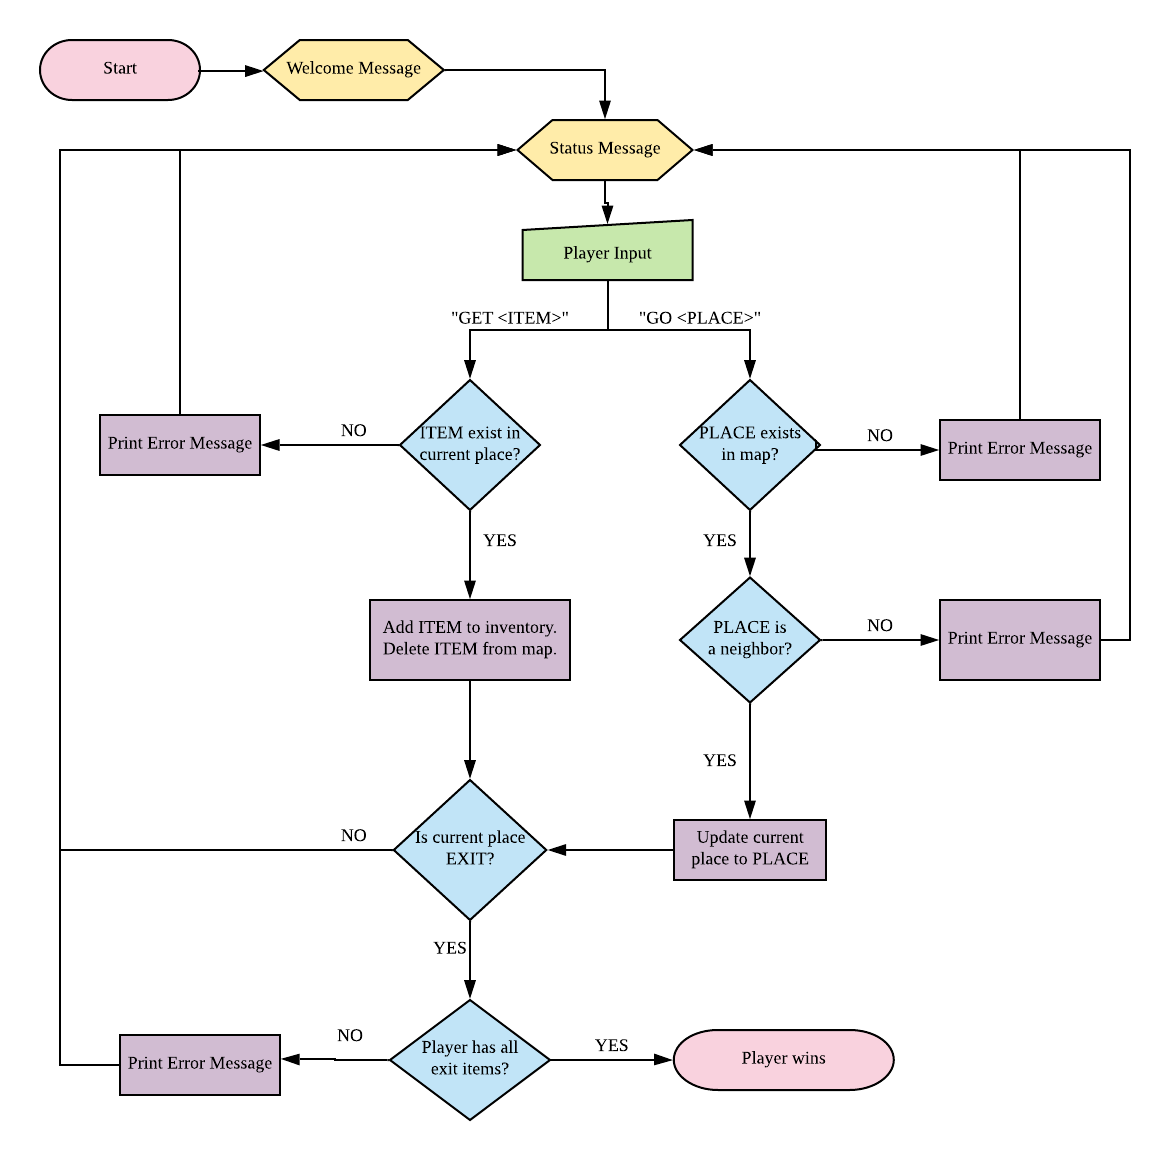 Start
Welcome Message
Status Message
Player Input
"GET <ITEM>"
"GO <PLACE>"
Print Error Message
NO
ITEM exist in
current place?
PLACE exists
in map?
NO
Print Error Message
YES
YES
Add ITEM to inventory.
Delete ITEM from map.
PLACE is
a neighbor?
NO
Print Error Message
YES
NO
Is current place
EXIT?
Update current
place to PLACE
YES
Print Error Message
NO
Player has all
exit items?
YES
Player wins